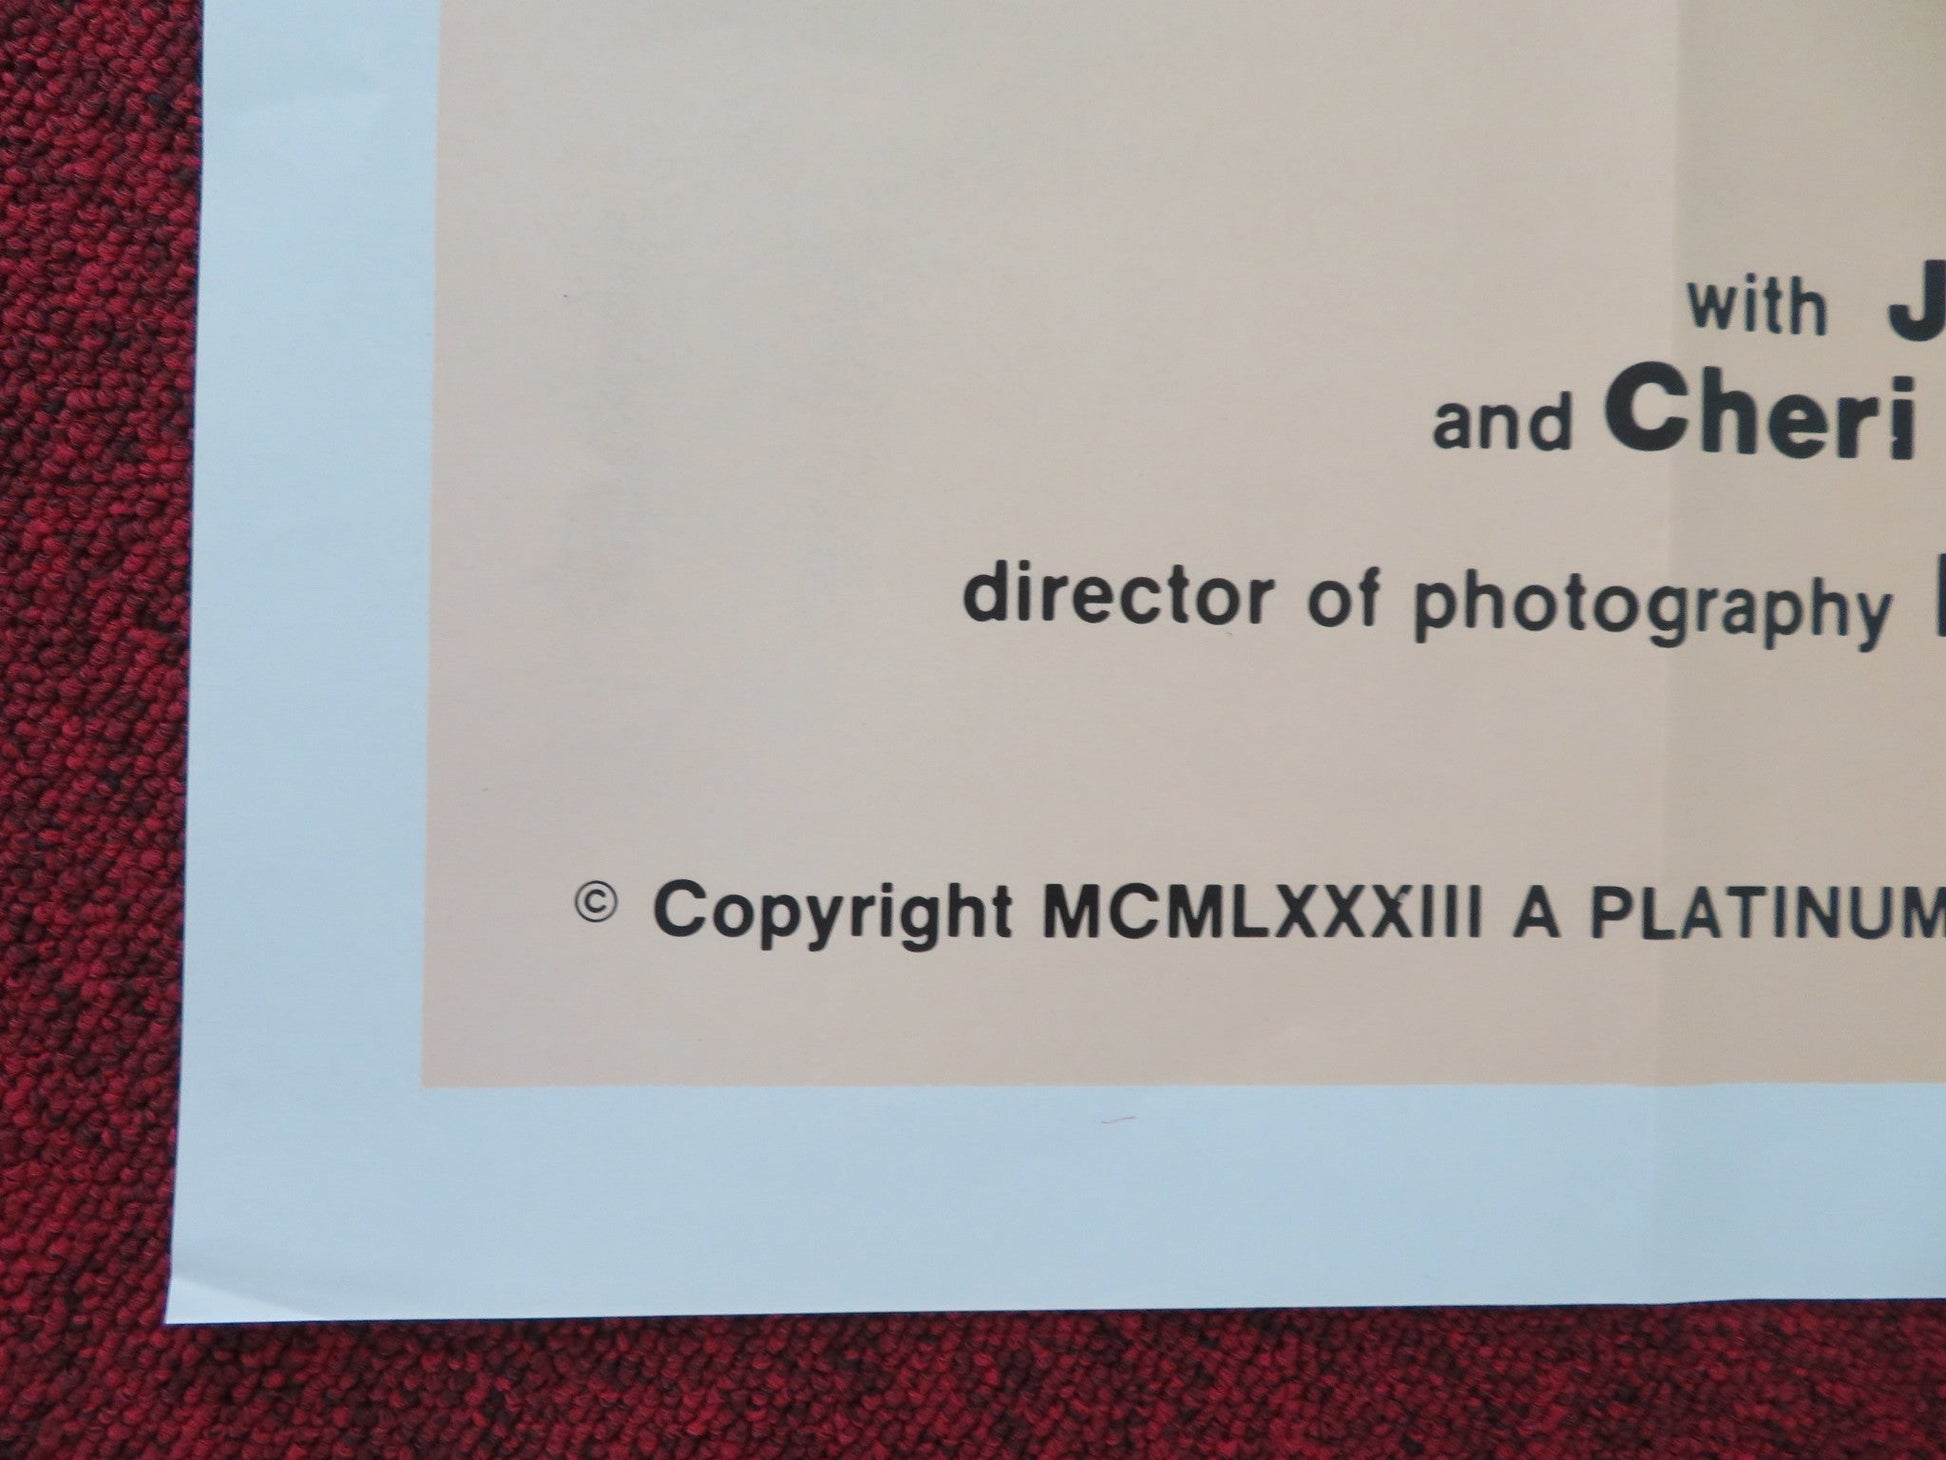 with J
and Cheri
director of photography
© Copyright MCMLXXXIII A PLATINUM